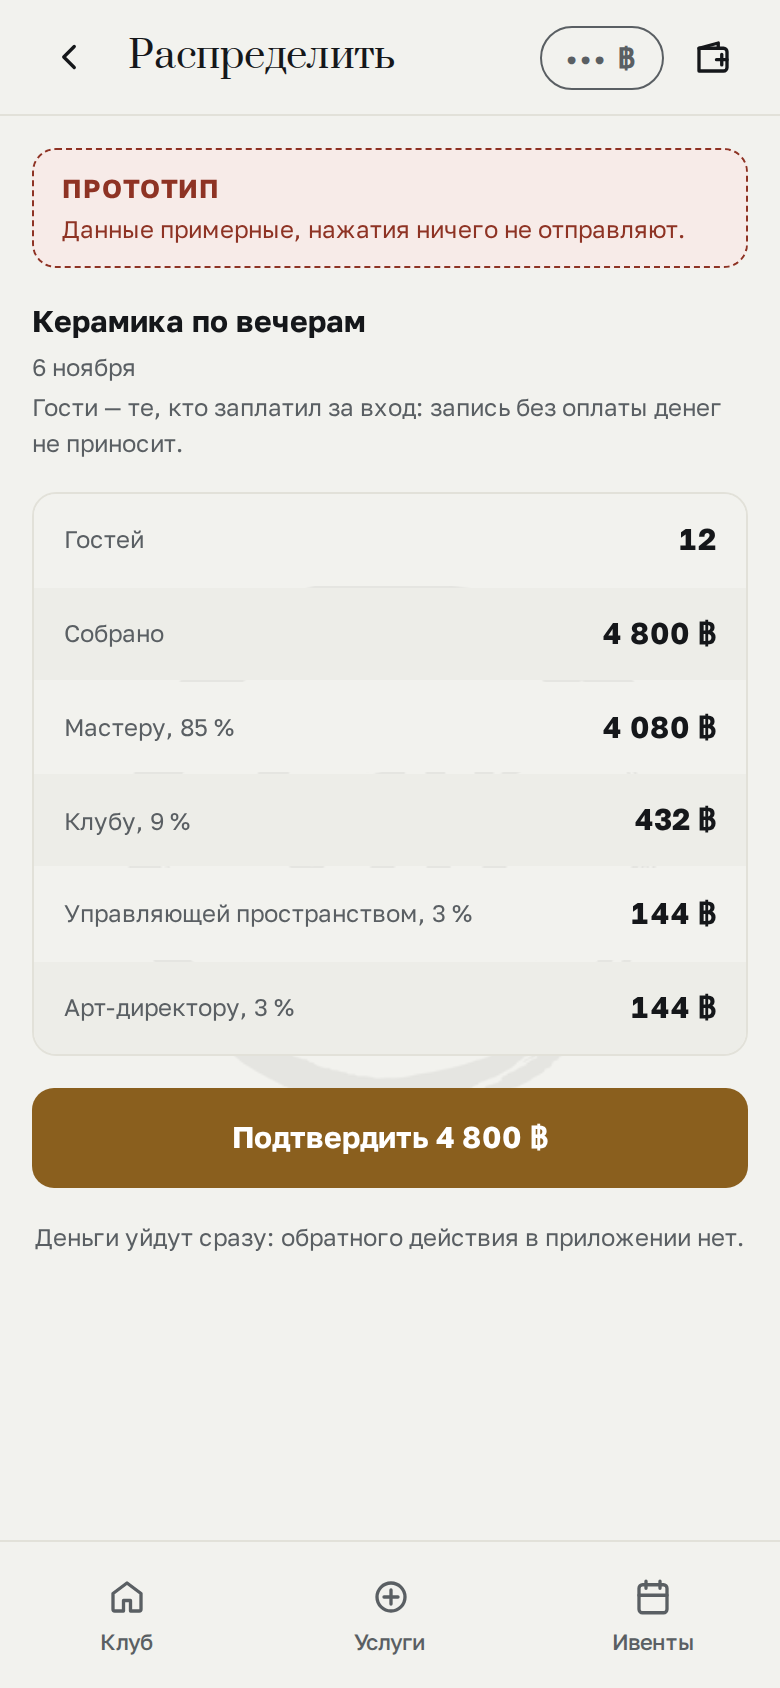 Распределить
••• ฿
ПРОТОТИП
Данные примерные, нажатия ничего не отправляют.
Керамика по вечерам
6 ноября
Гости — те, кто заплатил за вход: запись без оплаты денег
не приносит.
Гостей 12
Собрано 4 800 ฿
Мастеру, 85 % 4 080 ฿
Клубу, 9 % 432 ฿
Управляющей пространством, 3 % 144 ฿
Арт-директору, 3 % 144 ฿
Подтвердить 4 800 ฿
Деньги уйдут сразу: обратного действия в приложении нет.
Клуб Услуги Ивенты